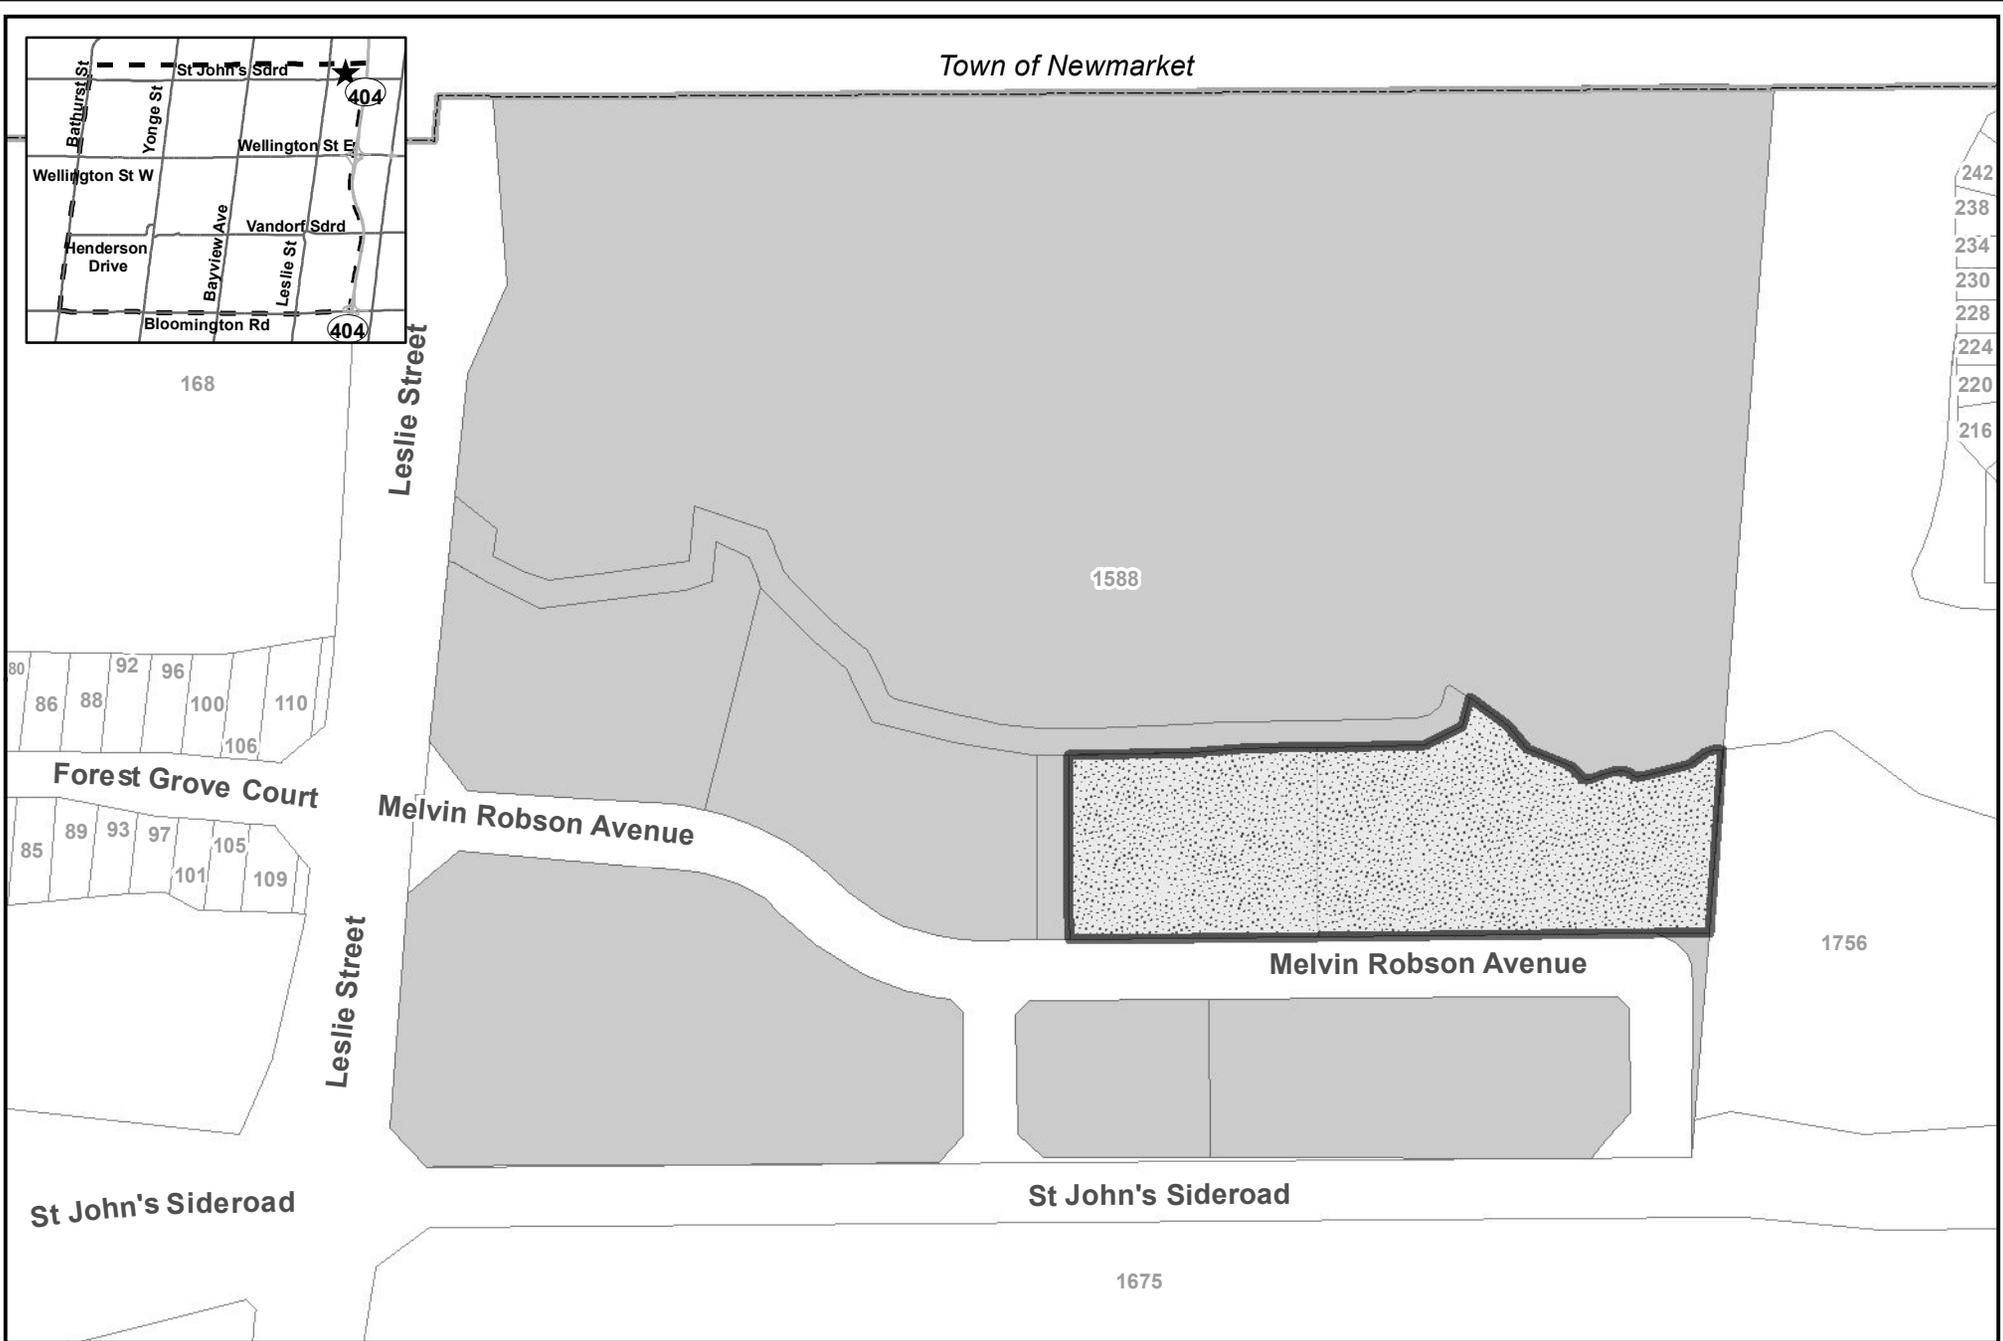 Town of Newmarket
St John's Sdrd
404
Bathurst St
Yonge St
Wellington St E
Wellington St W
Vandorf Sdrd
Henderson
Drive
Bayview Ave
Leslie St
Bloomington Rd
404
242
238
234
230
228
224
220
216
168
Leslie Street
1588
80
86
88
92
96
100
106
110
Forest Grove Court
Melvin Robson Avenue
85
89
93
97
101
105
109
Leslie Street
Melvin Robson Avenue
1756
St John's Sideroad
St John's Sideroad
1675